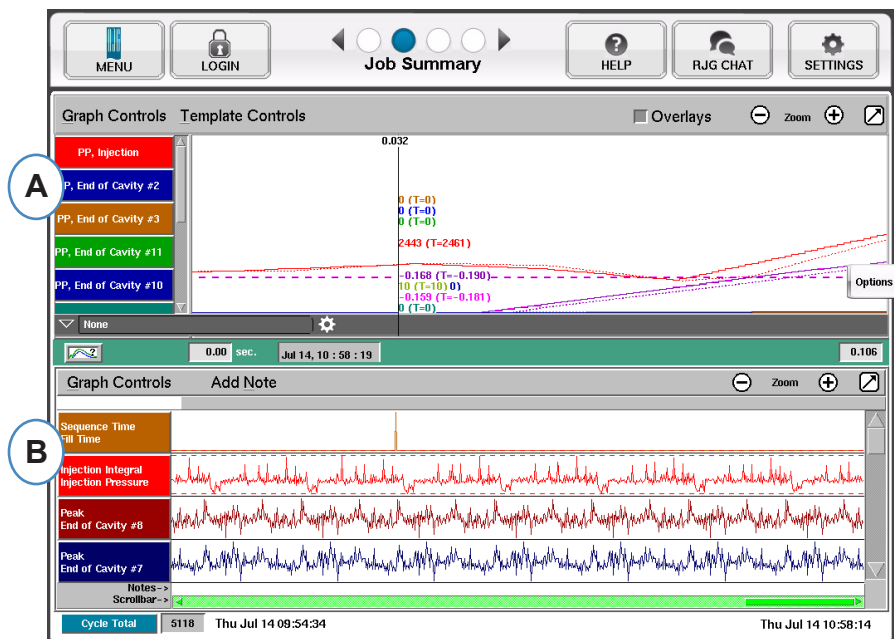 MENU
LOGIN
Job Summary
HELP
RJG CHAT
SETTINGS
Graph Controls Template Controls
Overlays
Zoom
A
PP, Injection
P, End of Cavity #2
PP, End of Cavity #3
PP, End of Cavity #11
PP, End of Cavity #10
0.032
0 (T=0)
0 (T=0)
0 (T=0)
2443 (T=2461)
-0.168 (T=-0.190)
10 (T=10) 0)
-0.159 (T=-0.181)
0 (T=0)
Options
None
0.00 sec.
Jul 14, 10 : 58 : 19
0.106
Graph Controls Add Note
Zoom
B
Sequence Time
Fill Time
Injection Integral
Injection Pressure
Peak
End of Cavity #8
Peak
End of Cavity #7
Notes->
Scrollbar->
Cycle Total 5118 Thu Jul 14 09:54:34 Thu Jul 14 10:58:14